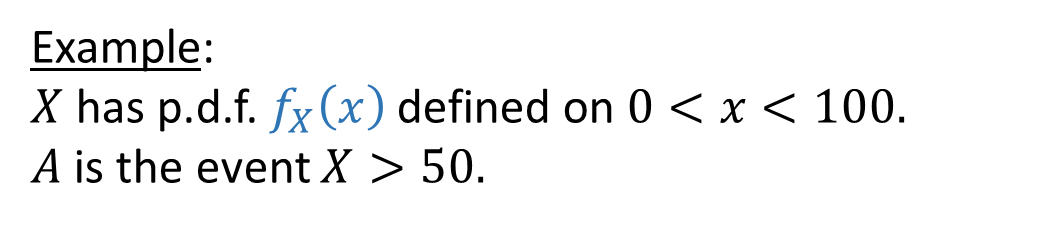 Example:
X has p.d.f. f_X(x) defined on 0 < x < 100.
A is the event X > 50.